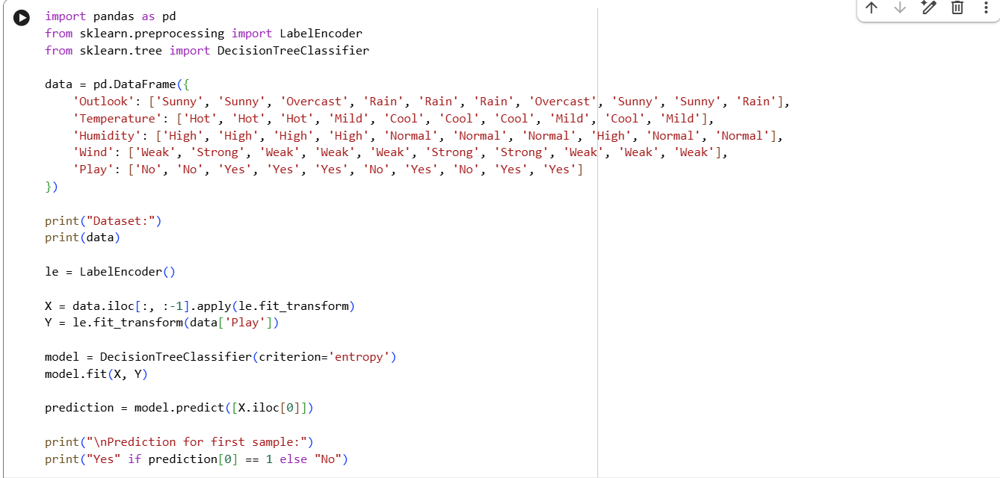 import pandas as pd
from sklearn.preprocessing import LabelEncoder
from sklearn.tree import DecisionTreeClassifier

data = pd.DataFrame({
    'Outlook': ['Sunny', 'Sunny', 'Overcast', 'Rain', 'Rain', 'Rain', 'Overcast', 'Sunny', 'Sunny', 'Rain'],
    'Temperature': ['Hot', 'Hot', 'Hot', 'Mild', 'Cool', 'Cool', 'Cool', 'Mild', 'Cool', 'Mild'],
    'Humidity': ['High', 'High', 'High', 'High', 'Normal', 'Normal', 'Normal', 'High', 'Normal', 'Normal'],
    'Wind': ['Weak', 'Strong', 'Weak', 'Weak', 'Weak', 'Strong', 'Strong', 'Weak', 'Weak', 'Weak'],
    'Play': ['No', 'No', 'Yes', 'Yes', 'Yes', 'No', 'Yes', 'No', 'Yes', 'Yes']
})

print("Dataset:")
print(data)

le = LabelEncoder()

X = data.iloc[:, :-1].apply(le.fit_transform)
Y = le.fit_transform(data['Play'])

model = DecisionTreeClassifier(criterion='entropy')
model.fit(X, Y)

prediction = model.predict([X.iloc[0]])

print("\nPrediction for first sample:")
print("Yes" if prediction[0] == 1 else "No")